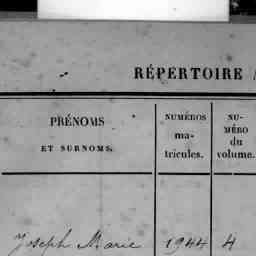 RÉPERTOIRE
PRÉNOMS
ET SURNOMS.
NUMÉROS
ma-
tricules.
NU-
MÉRO
du
volume.
Joseph Marie 1944 4